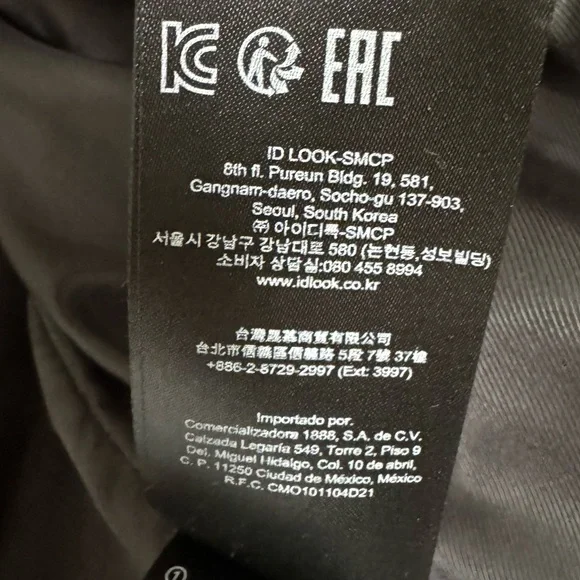 KC EAC
ID LOOK-SMCP
8th fl. Pureun Bldg. 19, 581,
Gangnam-daero, Socho-gu 137-903,
Seoul, South Korea
㈜ 아이디룩-SMCP
서울시 강남구 강남대로 580 (논현동,성보빌딩)
소비자 상담실:080 455 8994
www.idlook.co.kr
台灣晟慕商貿有限公司
台北市信義區信義路 5段 7號 37樓
+886-2-8729-2997 (Ext: 3997)
Importado por:
Comercializadora 1888, S.A. de C.V.
Calzada Legaría 549, Torre 2, Piso 9
Del. Miguel Hidalgo, Col. 10 de abril,
C. P. 11250 Ciudad de México, México
R.F.C. CMO101104D21
①